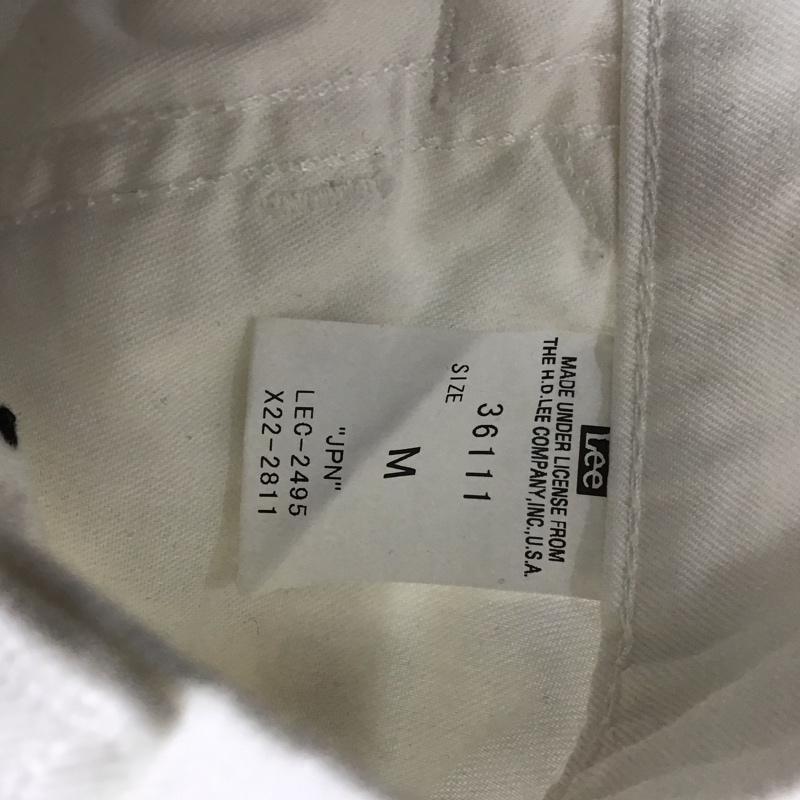 Lee
MADE UNDER LICENSE FROM
THE H.D.LEE COMPANY,INC.,U.S.A.
36111
SIZE
M
"JPN"
LEC-2495
X22-2811